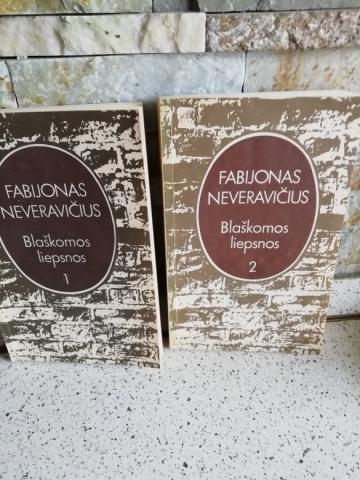 FABIJONAS
NEVERAVIČIUS
Blaškomos
liepsnos
1
FABIJONAS
NEVERAVIČIUS
Blaškomos
liepsnos
2